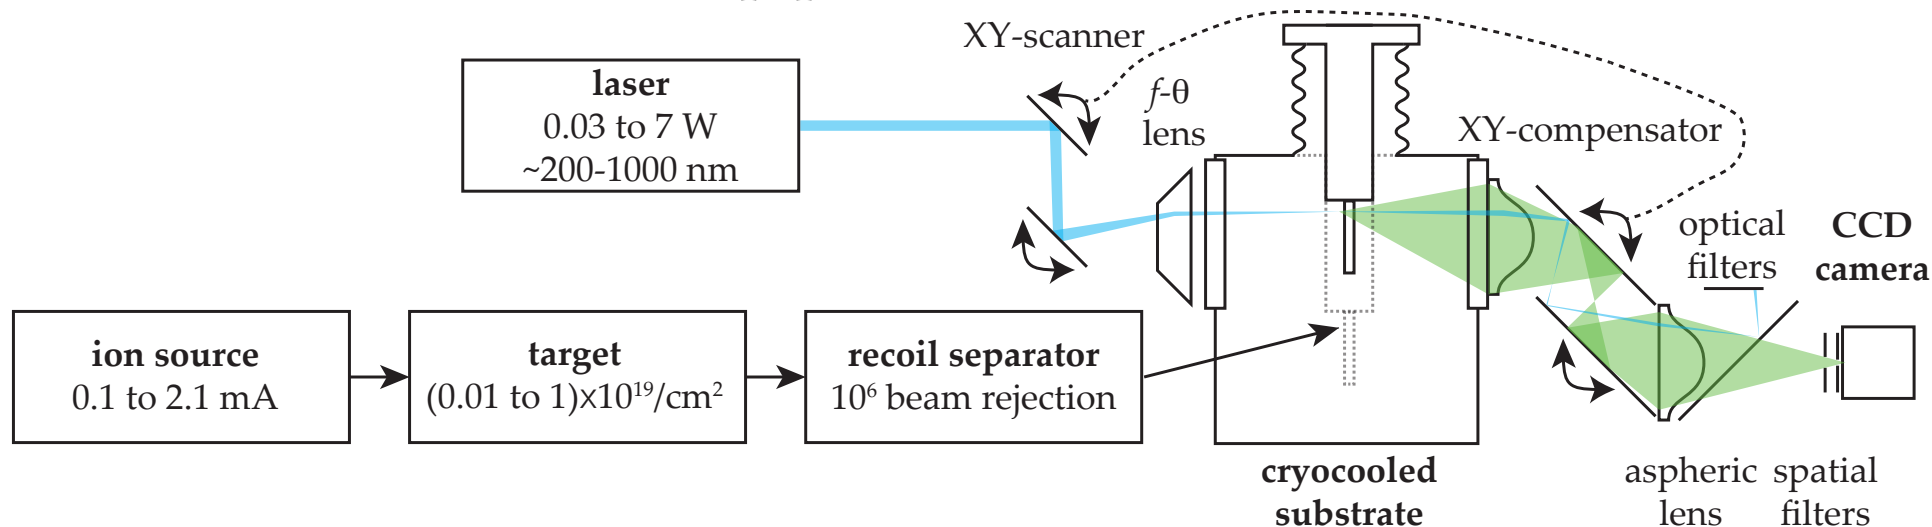 XY-scanner
laser
0.03 to 7 W
~200-1000 nm
f-θ
lens
XY-compensator
optical
filters
CCD
camera
ion source
0.1 to 2.1 mA
target
(0.01 to 1)x10¹⁹/cm²
recoil separator
10⁶ beam rejection
cryocooled
substrate
aspheric
lens
spatial
filters